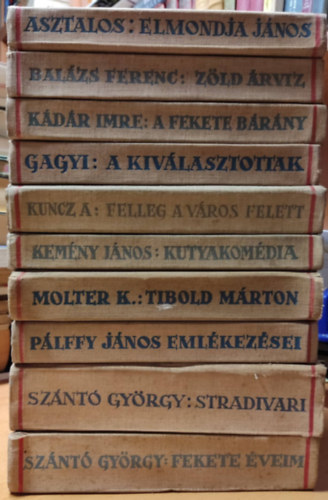 ASZTALOS: ELMONDJA JÁNOS
BALÁZS FERENC: ZÖLD ÁRVIZ
KÁDÁR IMRE: A FEKETE BÁRÁNY
GAGYI: A KIVÁLASZTOTTAK
KUNCZ A: FELLEG A VÁROS FELETT
KEMÉNY JÁNOS: KUTYAKOMÉDIA
MOLTER K.: TIBOLD MÁRTON
PÁLFFY JÁNOS EMLÉKEZÉSEI
SZÁNTÓ GYÖRGY: STRADIVARI
SZÁNTÓ GYÖRGY: FEKETE ÉVEIM